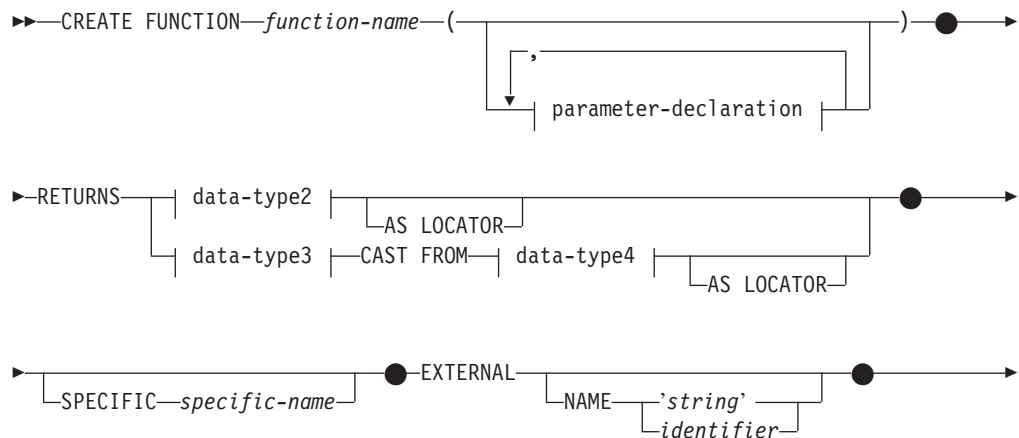 CREATE FUNCTION function-name ( )
,
parameter-declaration
RETURNS data-type2
AS LOCATOR
data-type3 CAST FROM data-type4
AS LOCATOR
EXTERNAL
SPECIFIC specific-name
NAME 'string'
identifier